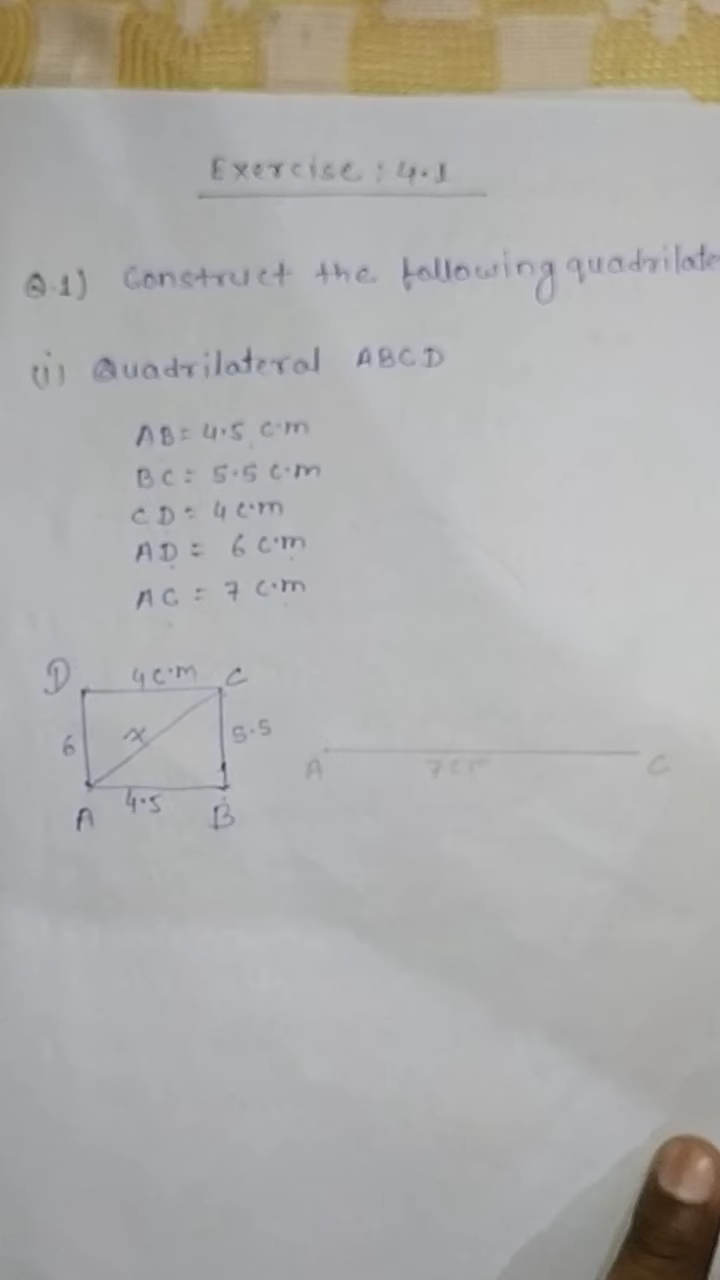 Exercise : 4.1
Q.1) Construct the following quadrilate
(i) Quadrilateral ABCD
AB = 4.5 c.m
BC = 5.5 c.m
CD = 4 c.m
AD = 6 c.m
AC = 7 c.m
D 4 c.m C
6 x 5.5
A 4.5 B
A C